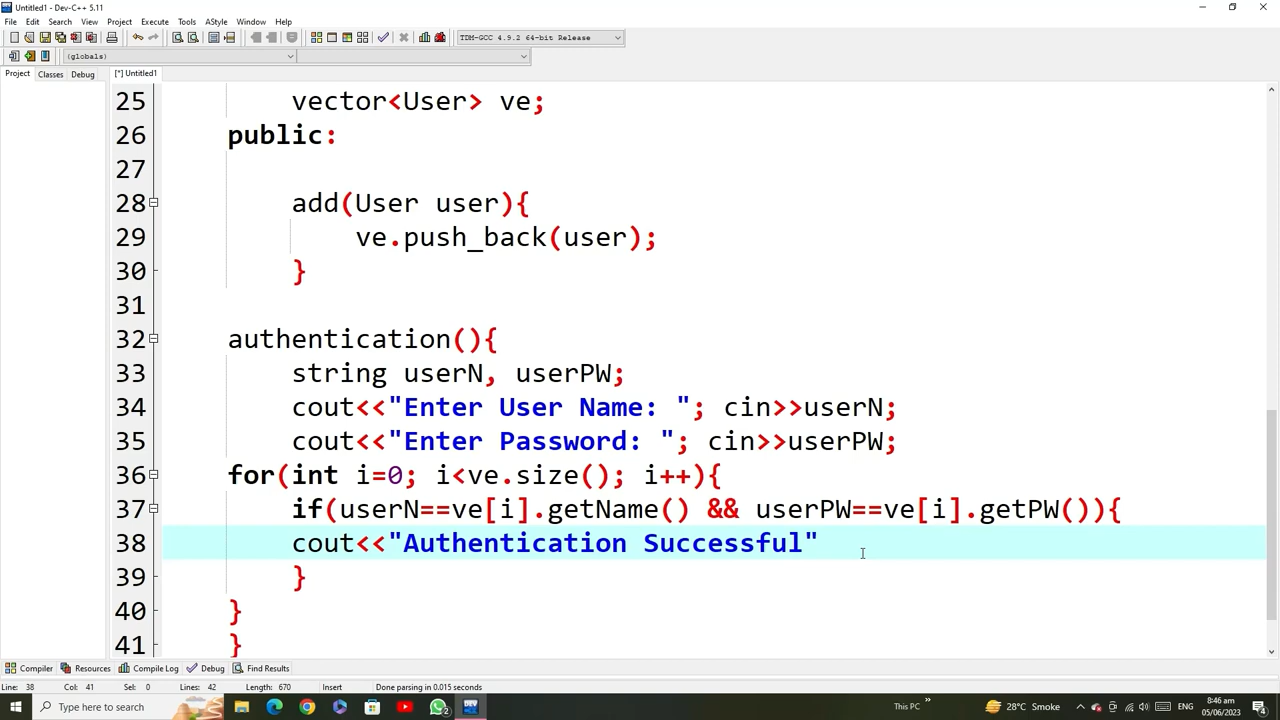 Untitled1 - Dev-C++ 5.11
File Edit Search View Project Execute Tools AStyle Window Help
TDM-GCC 4.9.2 64-bit Release
(globals)
Project Classes Debug [*] Untitled1
25 vector<User> ve;
26 public:
27
28 add(User user){
29 ve.push_back(user);
30 }
31
32 authentication(){
33 string userN, userPW;
34 cout<<"Enter User Name: "; cin>>userN;
35 cout<<"Enter Password: "; cin>>userPW;
36 for(int i=0; i<ve.size(); i++){
37 if(userN==ve[i].getName() && userPW==ve[i].getPW()){
38 cout<<"Authentication Successful"
39 }
40 }
41 }
Compiler Resources Compile Log Debug Find Results
Line: 38 Col: 41 Sel: 0 Lines: 42 Length: 670 Insert Done parsing in 0.015 seconds
Type here to search 2 DEV This PC » 28°C Smoke ENG 8:46 am 05/06/2023 4